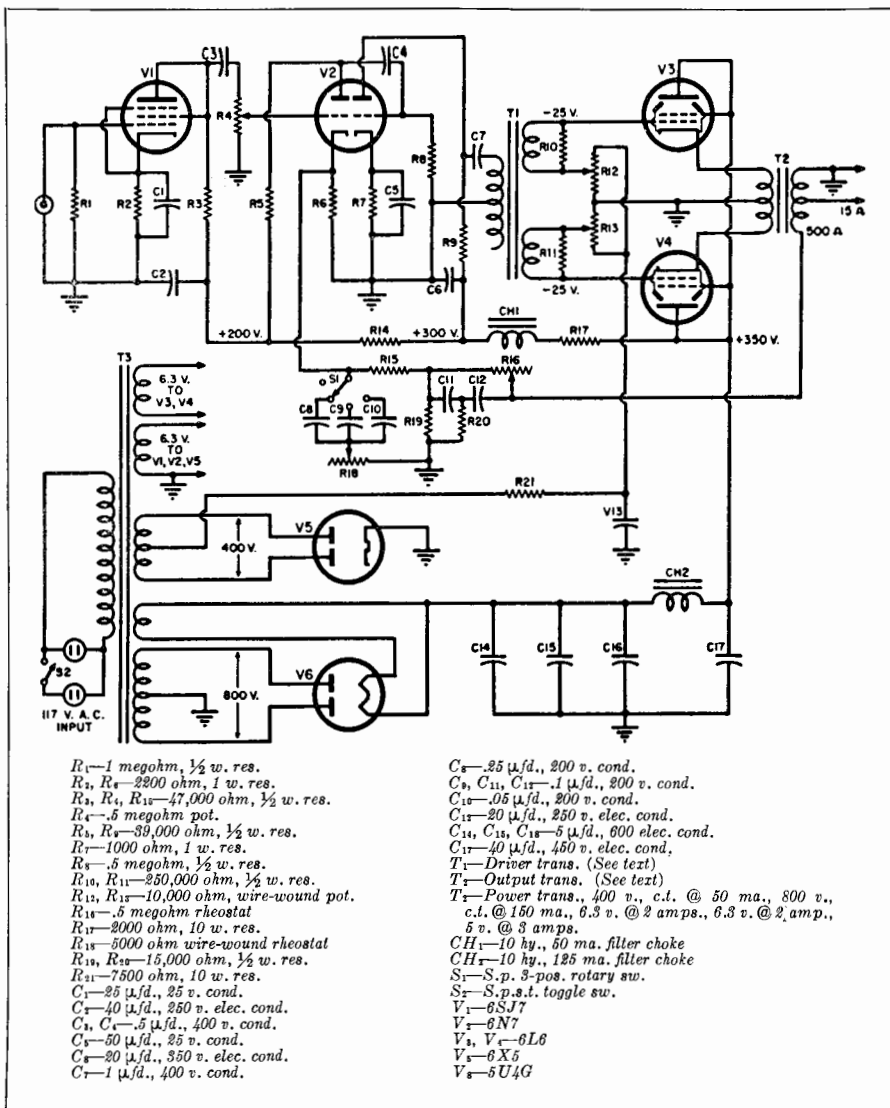 V1
C3
R4
V2
C4
V3
C7
T1
-25 V.
R10
R12
T2
R1
R2
C1
R3
R5
R6
R7
C5
R8
R9
R11
R13
15 A
500 A
V4
C2
C6
-25 V.
+200 V.
R14
+300 V.
CH1
R17
+350 V.
T3
6.3 V.
TO
V3, V4
6.3 V.
TO
V1, V2, V5
S1
R15
R16
C8
C9
C10
C11
C12
R19
R20
R18
R21
V13
400 V.
V5
CH2
C14
C15
C16
C17
S2
800 V.
V6
117 V. A.C.
INPUT
R₁—1 megohm, ½ w. res.
R₂, R₆—2200 ohm, 1 w. res.
R₃, R₄, R₁₅—47,000 ohm, ½ w. res.
R₄—.5 megohm pot.
R₅, R₉—39,000 ohm, ½ w. res.
R₇—1000 ohm, 1 w. res.
R₈—.5 megohm, ½ w. res.
R₁₀, R₁₁—250,000 ohm, ½ w. res.
R₁₂, R₁₃—10,000 ohm, wire-wound pot.
R₁₆—.5 megohm rheostat
R₁₇—2000 ohm, 10 w. res.
R₁₈—5000 ohm wire-wound rheostat
R₁₉, R₂₀—15,000 ohm, ½ w. res.
R₂₁—7500 ohm, 10 w. res.
C₁—25 μfd., 25 v. cond.
C₂—40 μfd., 250 v. elec. cond.
C₃, C₄—.5 μfd., 400 v. cond.
C₅—50 μfd., 25 v. cond.
C₆—20 μfd., 350 v. elec. cond.
C₇—1 μfd., 400 v. cond.
C₈—.25 μfd., 200 v. cond.
C₉, C₁₁, C₁₂—.1 μfd., 200 v. cond.
C₁₀—.05 μfd., 200 v. cond.
C₁₃—20 μfd., 250 v. elec. cond.
C₁₄, C₁₅, C₁₆—5 μfd., 600 elec. cond.
C₁₇—40 μfd., 450 v. elec. cond.
T₁—Driver trans. (See text)
T₂—Output trans. (See text)
T₃—Power trans., 400 v., c.t. @ 50 ma., 800 v.,
c.t. @ 150 ma., 6.3 v. @ 2 amps., 6.3 v. @ 2 amp.,
5 v. @ 3 amps.
CH₁—10 hy., 50 ma. filter choke
CH₂—10 hy., 125 ma. filter choke
S₁—S.p. 3-pos. rotary sw.
S₂—S.p.s.t. toggle sw.
V₁—6SJ7
V₂—6N7
V₃, V₄—6L6
V₅—6X5
V₆—5U4G